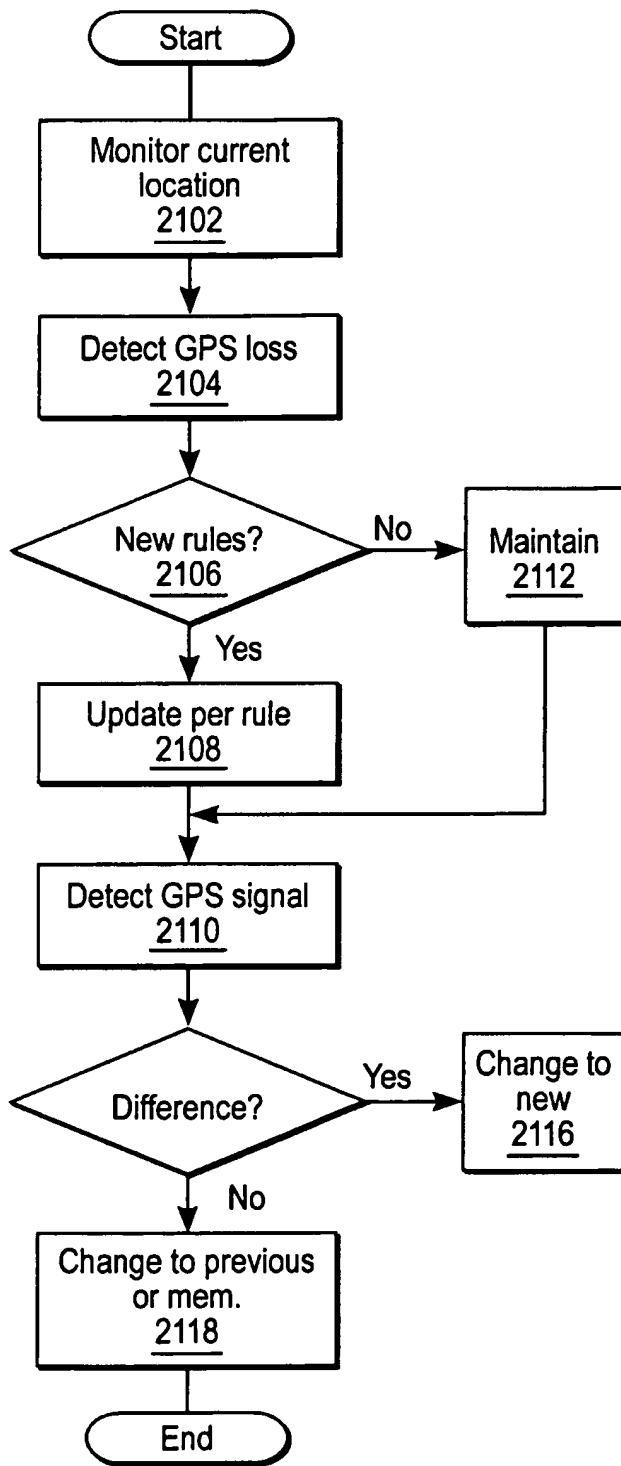 Start
Monitor current
location
2102
Detect GPS loss
2104
New rules?
2106
No
Maintain
2112
Yes
Update per rule
2108
Detect GPS signal
2110
Difference?
Yes
Change to
new
2116
No
Change to previous
or mem.
2118
End